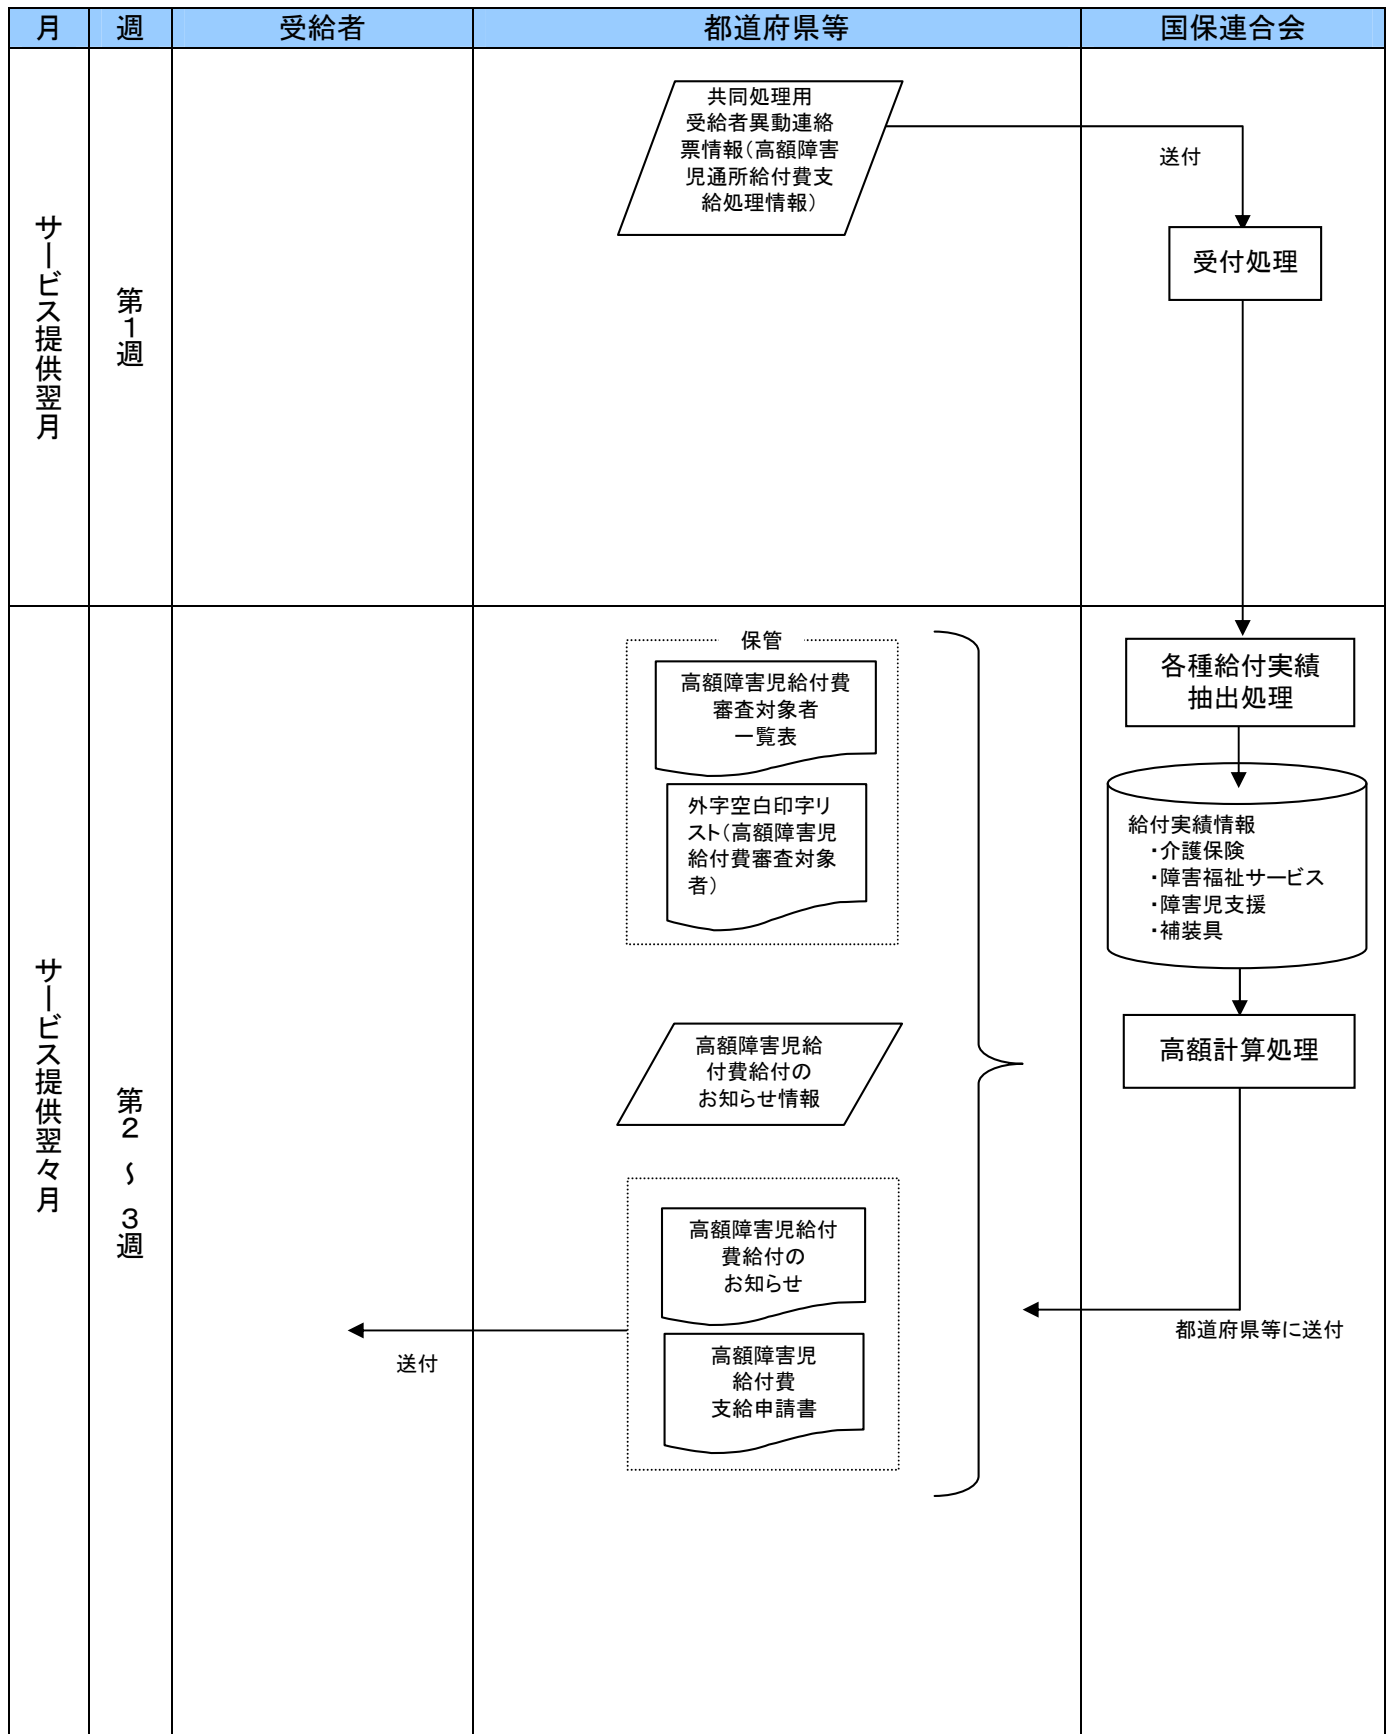 月 週 受給者 都道府県等 国保連合会
サービス提供翌月
第1週
共同処理用
受給者異動連絡
票情報（高額障害
児通所給付費支
給処理情報）
送付
受付処理
サービス提供翌々月
第2～3週
保管
高額障害児給付費
審査対象者
一覧表
外字空白印字リ
スト（高額障害児
給付費審査対象
者）
高額障害児給
付費給付の
お知らせ情報
高額障害児給付
費給付の
お知らせ
高額障害児
給付費
支給申請書
送付
各種給付実績
抽出処理
給付実績情報
・介護保険
・障害福祉サービス
・障害児支援
・補装具
高額計算処理
都道府県等に送付